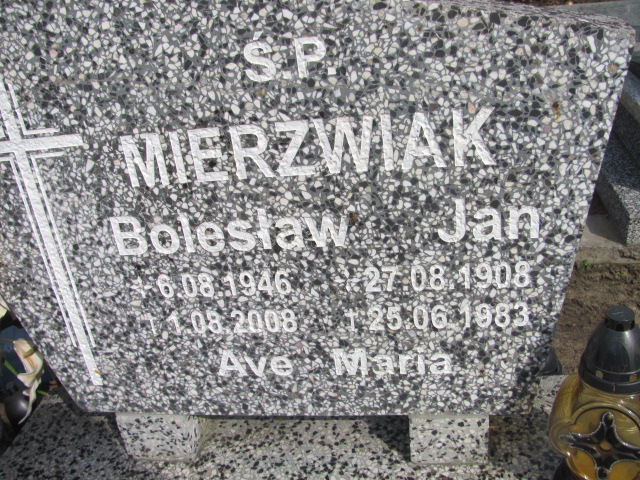 Ś.P.
MIERZWIAK
Bolesław Jan
* 6.08.1946 * 27.08.1908
† 1.08.2008 † 25.06.1983
Ave Maria